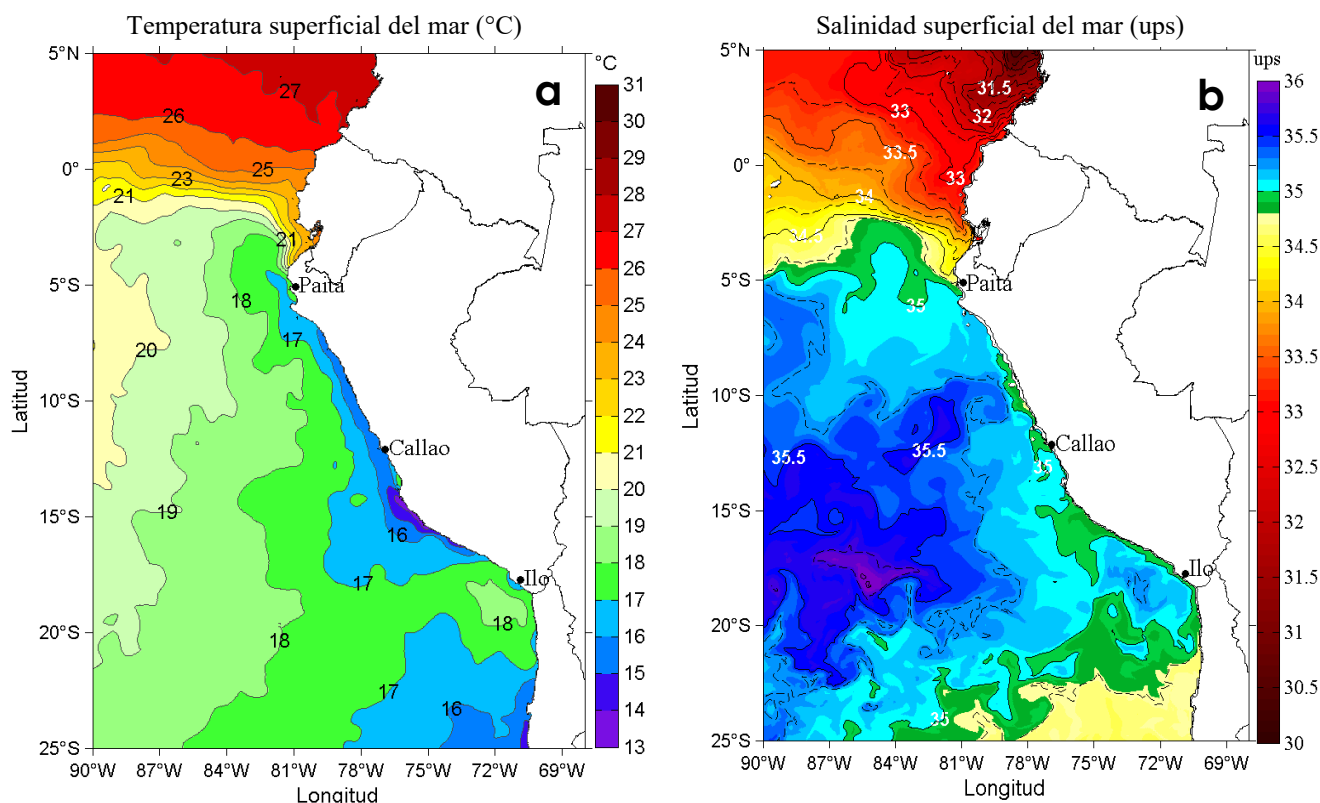 Temperatura superficial del mar (°C)
5°N
0°
5°S
10°S
15°S
20°S
25°S
Latitud
90°W
87°W
84°W
81°W
78°W
75°W
72°W
69°W
Longitud
a
27
26
25
23
21
21
18
Paita
17
20
Callao
19
16
17
Ilo
18
18
17
16
°C
31
30
29
28
27
26
25
24
23
22
21
20
19
18
17
16
15
14
13
Salinidad superficial del mar (ups)
5°N
0°
5°S
10°S
15°S
20°S
25°S
Latitud
90°W
87°W
84°W
81°W
78°W
75°W
72°W
69°W
Longitud
b
31.5
33
32
33.5
33
34
34.5
Paita
35
Callao
35.5
35.5
35
Ilo
35
ups
36
35.5
35
34.5
34
33.5
33
32.5
32
31.5
31
30.5
30